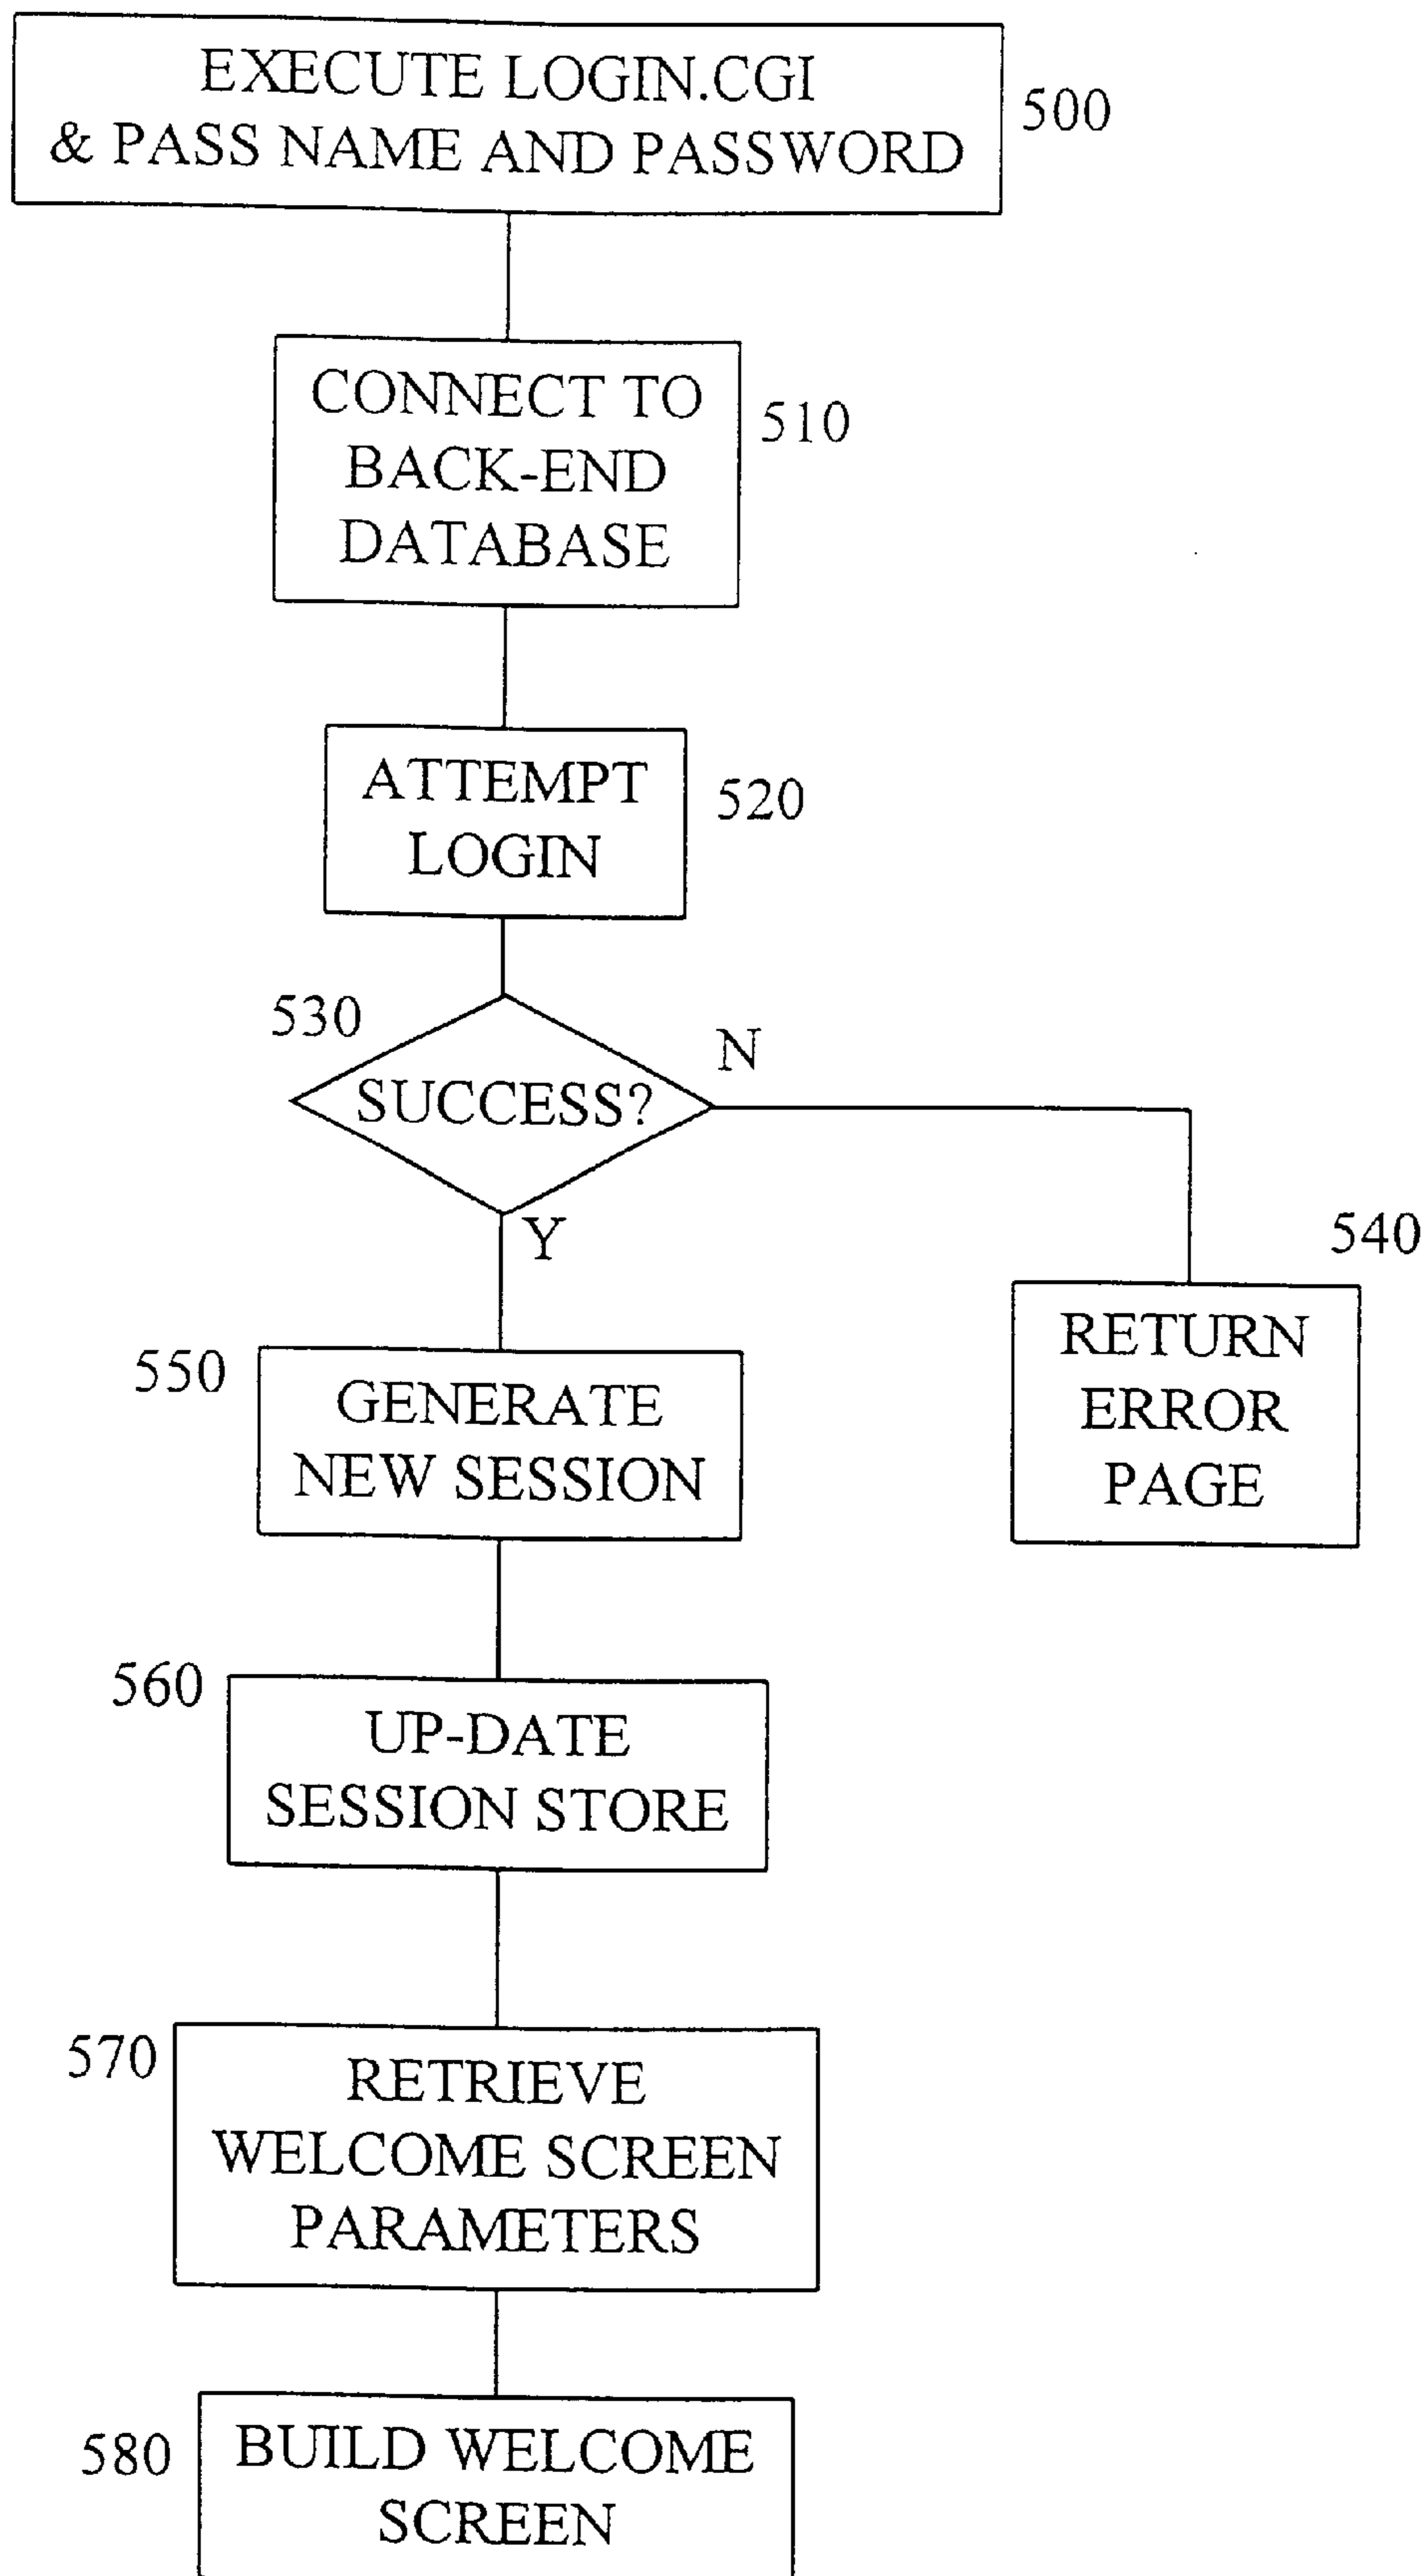 EXECUTE LOGIN.CGI
& PASS NAME AND PASSWORD
500
CONNECT TO
BACK-END
DATABASE
510
ATTEMPT
LOGIN
520
530
SUCCESS?
N
Y
540
RETURN
ERROR
PAGE
550
GENERATE
NEW SESSION
560
UP-DATE
SESSION STORE
570
RETRIEVE
WELCOME SCREEN
PARAMETERS
580
BUILD WELCOME
SCREEN